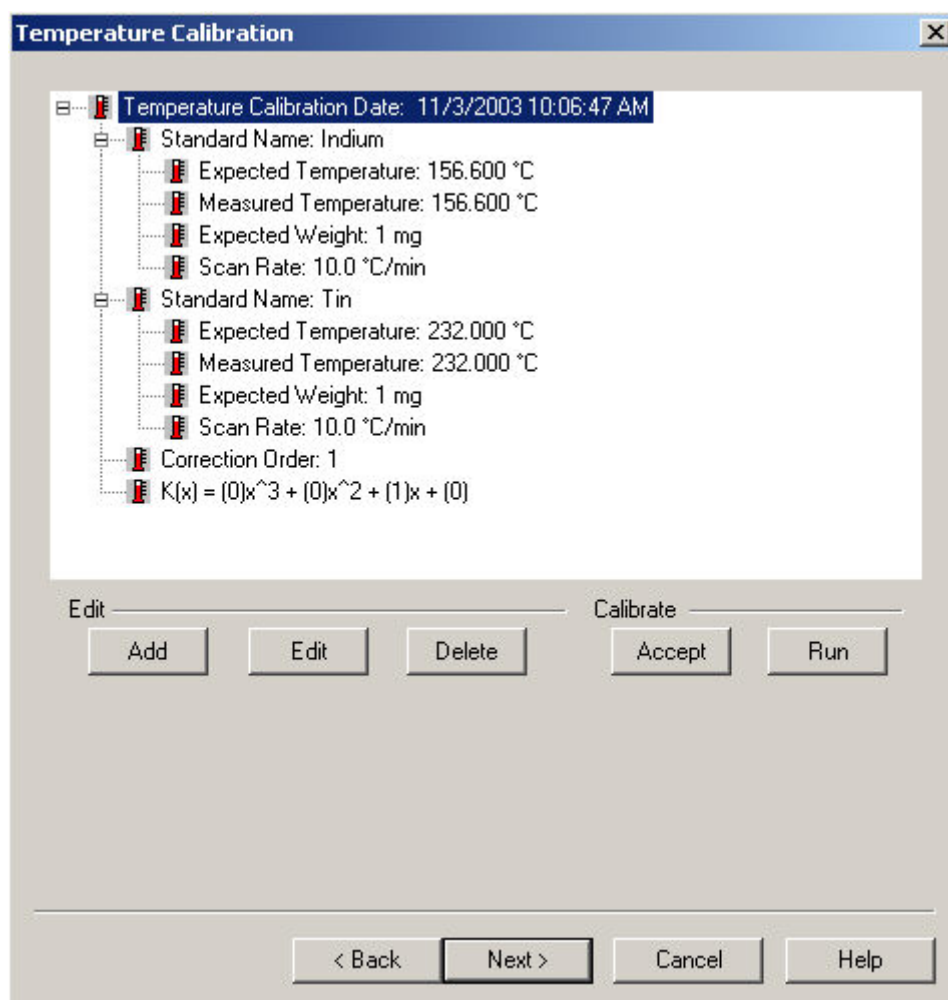 Temperature Calibration
Temperature Calibration Date: 11/3/2003 10:06:47 AM
Standard Name: Indium
Expected Temperature: 156.600 °C
Measured Temperature: 156.600 °C
Expected Weight: 1 mg
Scan Rate: 10.0 °C/min
Standard Name: Tin
Expected Temperature: 232.000 °C
Measured Temperature: 232.000 °C
Expected Weight: 1 mg
Scan Rate: 10.0 °C/min
Correction Order: 1
K(x) = (0)x^3 + (0)x^2 + (1)x + (0)
Edit Calibrate
Add Edit Delete Accept Run
< Back Next > Cancel Help